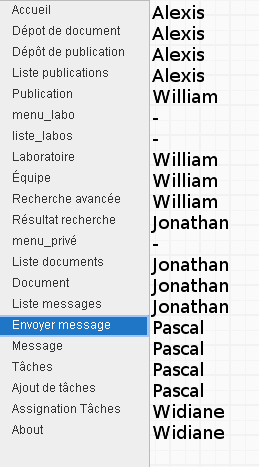 Accueil Alexis
Dépot de document Alexis
Dépôt de publication Alexis
Liste publications Alexis
Publication William
menu_labo -
liste_labos -
Laboratoire William
Équipe William
Recherche avancée William
Résultat recherche Jonathan
menu_privé -
Liste documents Jonathan
Document Jonathan
Liste messages Jonathan
Envoyer message Pascal
Message Pascal
Tâches Pascal
Ajout de tâches Pascal
Assignation Tâches Widiane
About Widiane